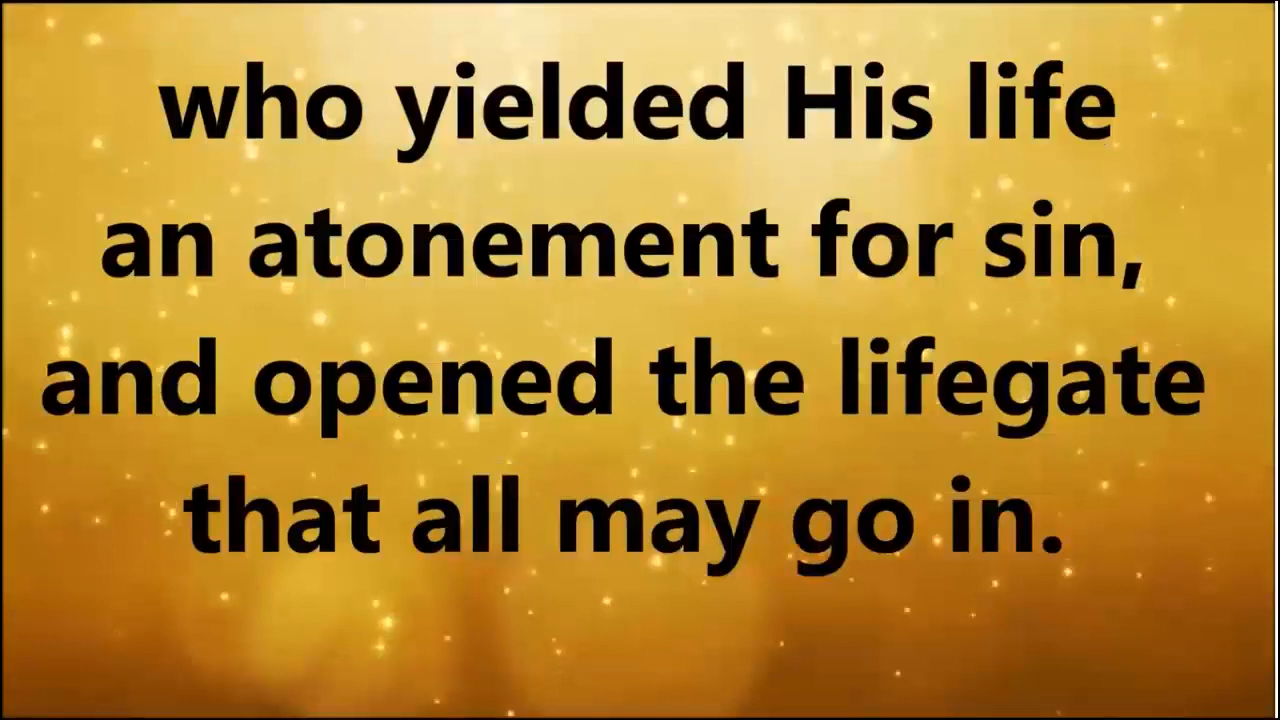 who yielded His life
an atonement for sin,
and opened the lifegate
that all may go in.